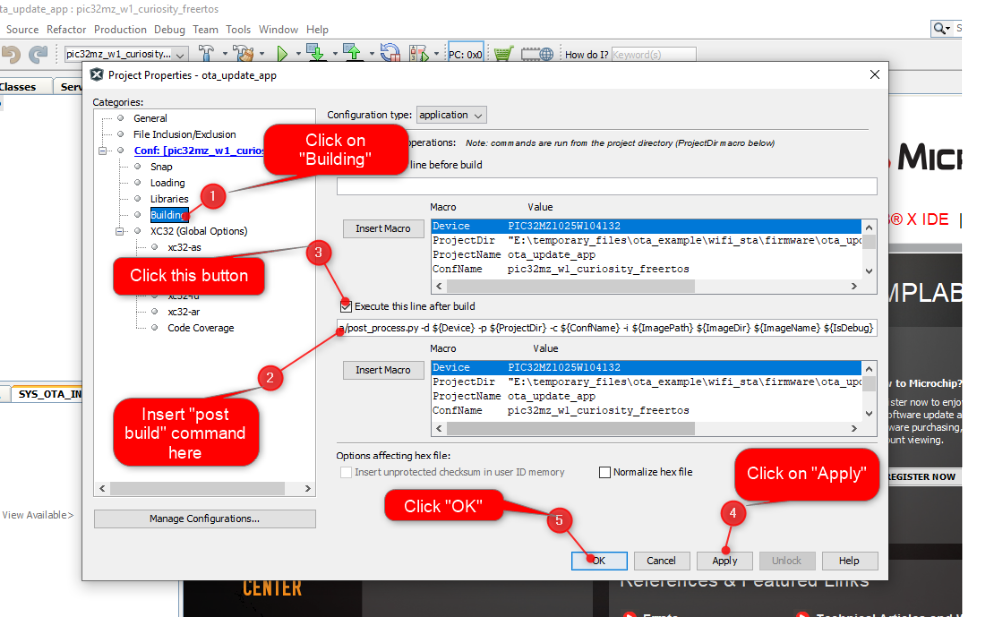 ta_update_app : pic32mz_w1_curiosity_freertos
Source Refactor Production Debug Team Tools Window Help
pic32mz_w1_curiosity... PC: 0x0 How do I? Keyword(s)
Classes
Project Properties - ota_update_app
Categories:
General
File Inclusion/Exclusion
Conf: [pic32mz_w1_curio
Snap
Loading
Libraries
Building
XC32 (Global Options)
xc32-as
xc32-ar
Code Coverage
Manage Configurations...
Configuration type: application
Note: commands are run from the project directory (ProjectDir macro below)
line before build
Macro Value
Insert Macro
Device PIC32MZ1025W104132
ProjectDir "E:\temporary_files\ota_example\wifi_sta\firmware\ota_up
ProjectName ota_update_app
ConfName pic32mz_w1_curiosity_freertos
Execute this line after build
a/post_process.py -d ${Device} -p ${ProjectDir} -c ${ConfName} -i ${ImagePath} ${ImageDir} ${ImageName} ${IsDebug}
Macro Value
Insert Macro
Device PIC32MZ1025W104132
ProjectDir "E:\temporary_files\ota_example\wifi_sta\firmware\ota_up
ProjectName ota_update_app
ConfName pic32mz_w1_curiosity_freertos
Options affecting hex file:
Insert unprotected checksum in user ID memory
Normalize hex file
OK Cancel Apply Unlock Help
Click on
"Building"
1
Click this button
3
2
Insert "post
build" command
here
Click on "Apply"
4
Click "OK"
5
SYS_OTA_IN
View Available>
MICR
® X IDE
MPLAB
to Microchip?
ster now to enjo
oftware update a
ware purchasing,
unt viewing.
REGISTER NOW
CENTER
References & Featured Links
Errata
Technical Articles and